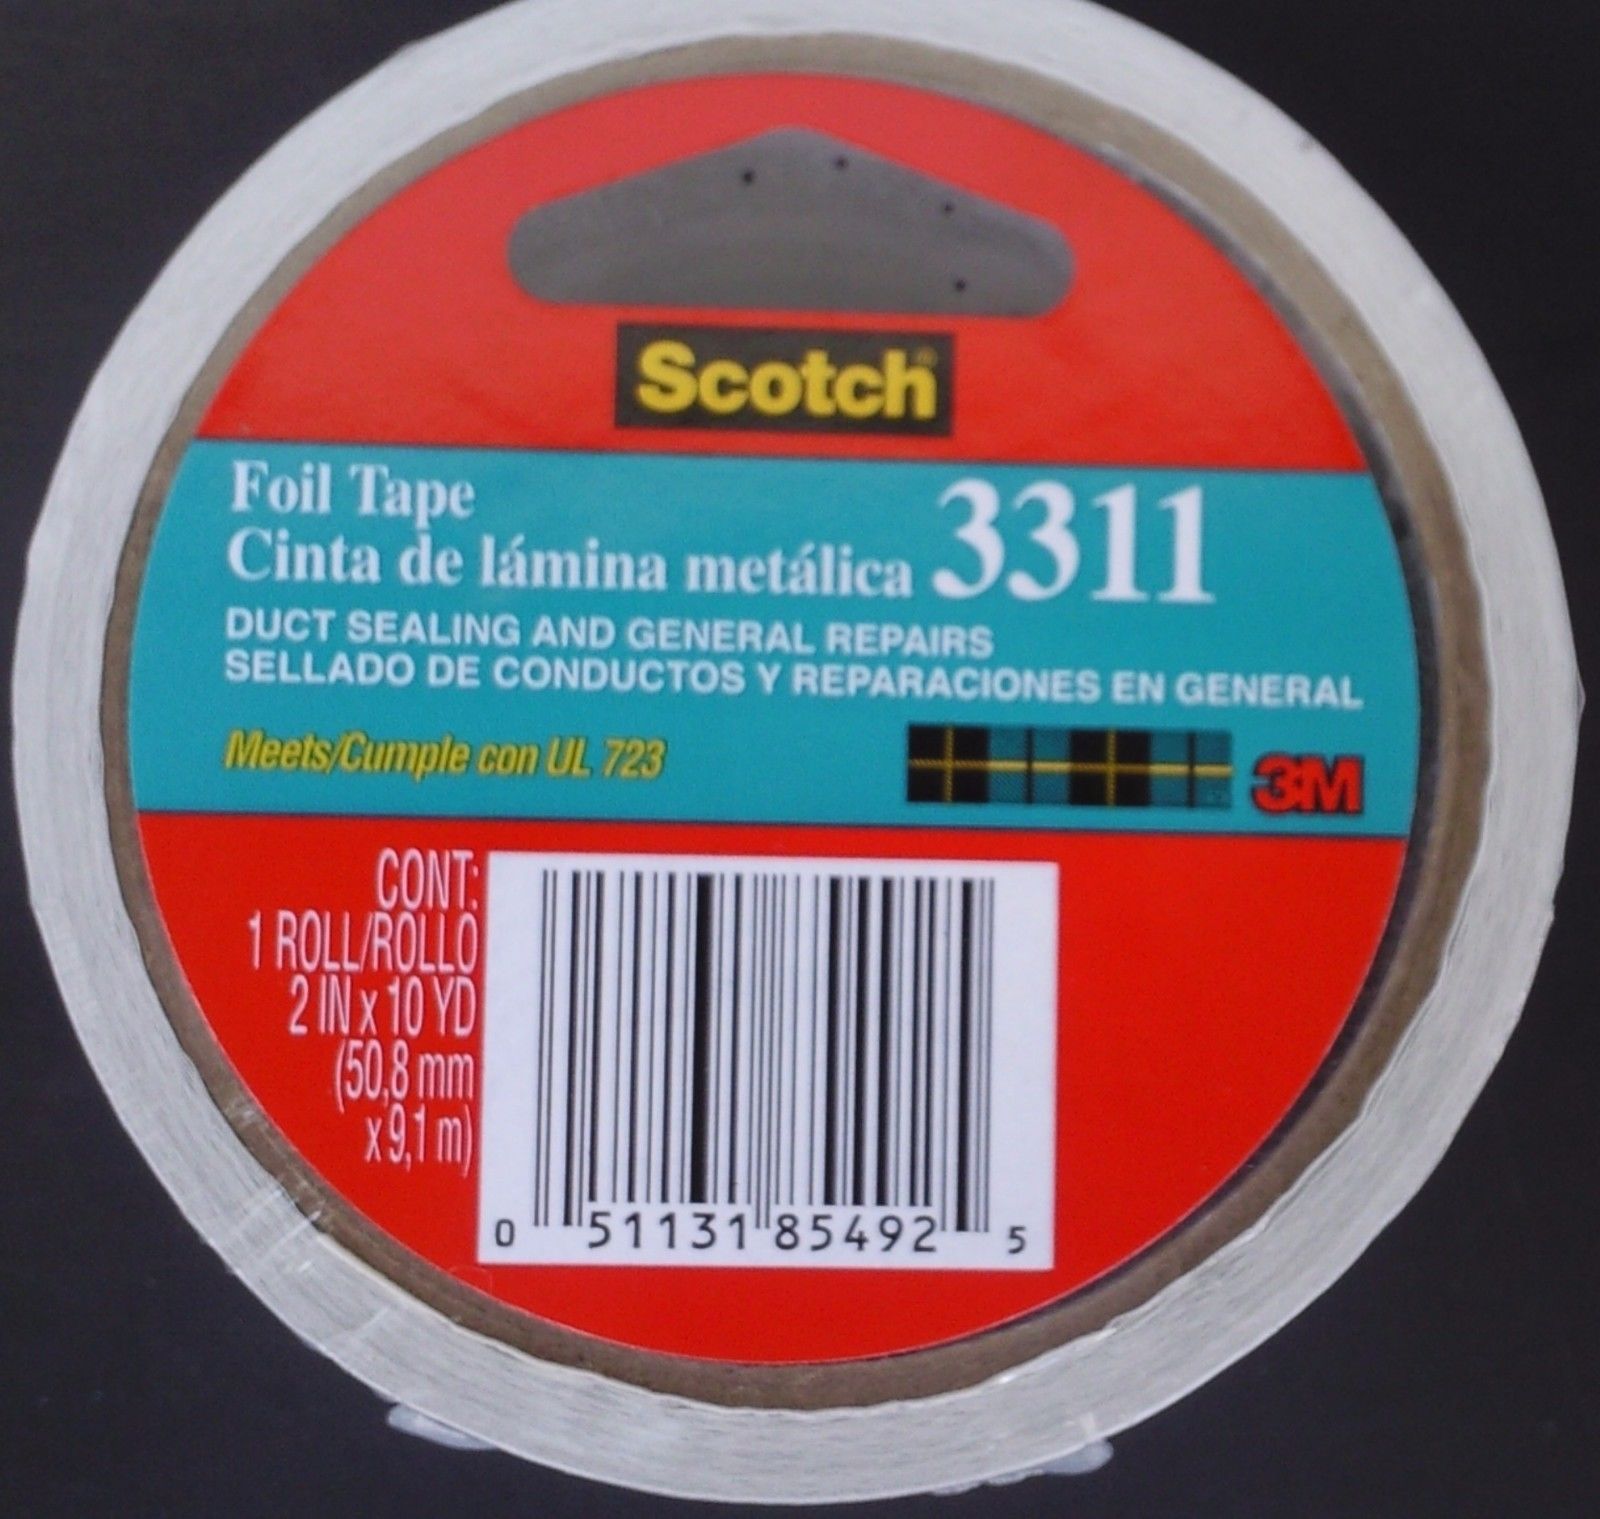 Scotch®
Foil Tape
Cinta de lámina metálica 3311
DUCT SEALING AND GENERAL REPAIRS
SELLADO DE CONDUCTOS Y REPARACIONES EN GENERAL
Meets/Cumple con UL 723
3M
CONT:
1 ROLL/ROLLO
2 IN x 10 YD
(50,8 mm
x 9,1 m)
0 51131 85492 5